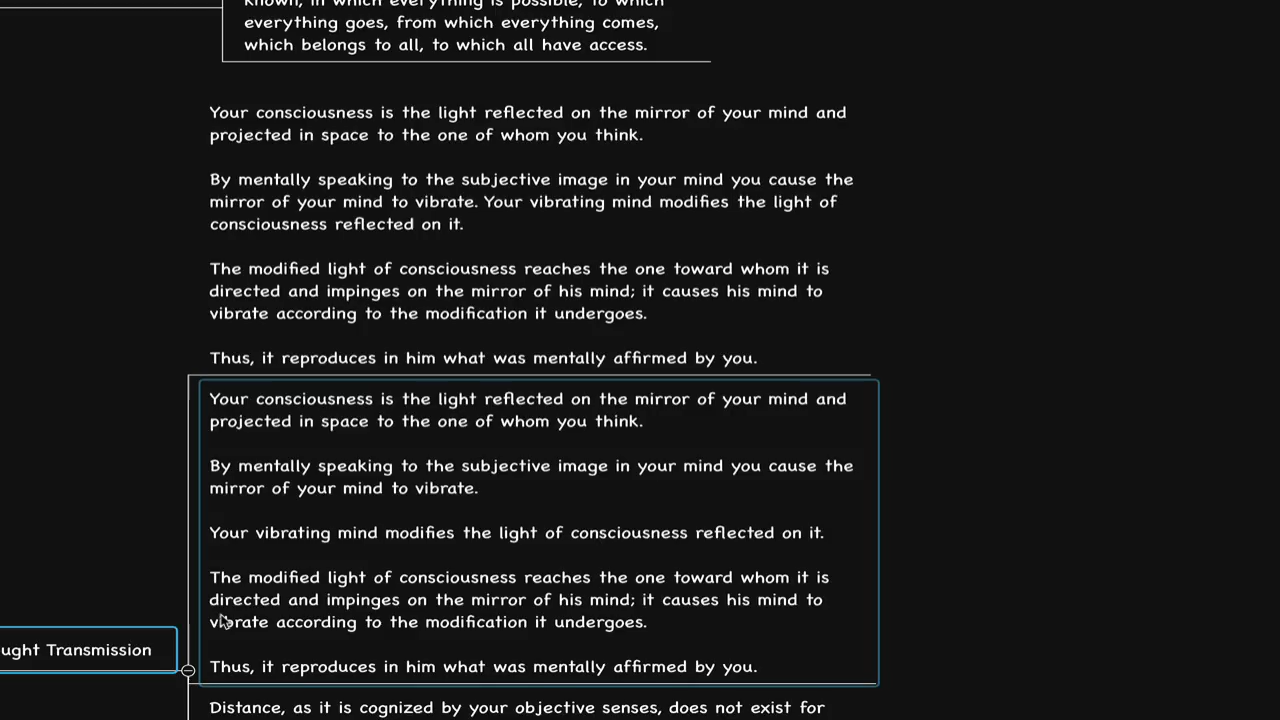 Known, in which everything is possible, to which
everything goes, from which everything comes,
which belongs to all, to which all have access.
Your consciousness is the light reflected on the mirror of your mind and
projected in space to the one of whom you think.
By mentally speaking to the subjective image in your mind you cause the
mirror of your mind to vibrate. Your vibrating mind modifies the light of
consciousness reflected on it.
The modified light of consciousness reaches the one toward whom it is
directed and impinges on the mirror of his mind; it causes his mind to
vibrate according to the modification it undergoes.
Thus, it reproduces in him what was mentally affirmed by you.
Your consciousness is the light reflected on the mirror of your mind and
projected in space to the one of whom you think.
By mentally speaking to the subjective image in your mind you cause the
mirror of your mind to vibrate.
Your vibrating mind modifies the light of consciousness reflected on it.
The modified light of consciousness reaches the one toward whom it is
directed and impinges on the mirror of his mind; it causes his mind to
vibrate according to the modification it undergoes.
Thus, it reproduces in him what was mentally affirmed by you.
ught Transmission
Distance, as it is cognized by your objective senses, does not exist for